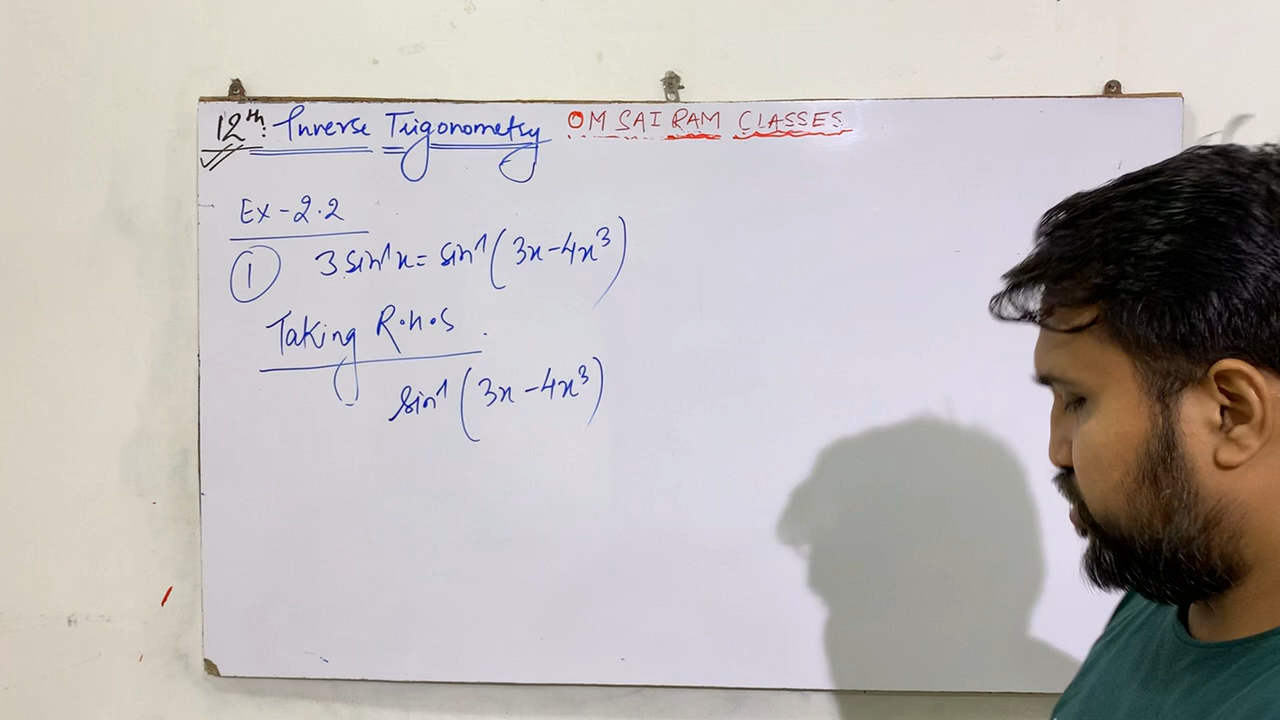 12th: Inverse Trigonometry OM SAI RAM CLASSES
Ex-2.2
① 3 sin⁻¹x = sin⁻¹(3x-4x³)
Taking R.H.S
sin⁻¹(3x-4x³)